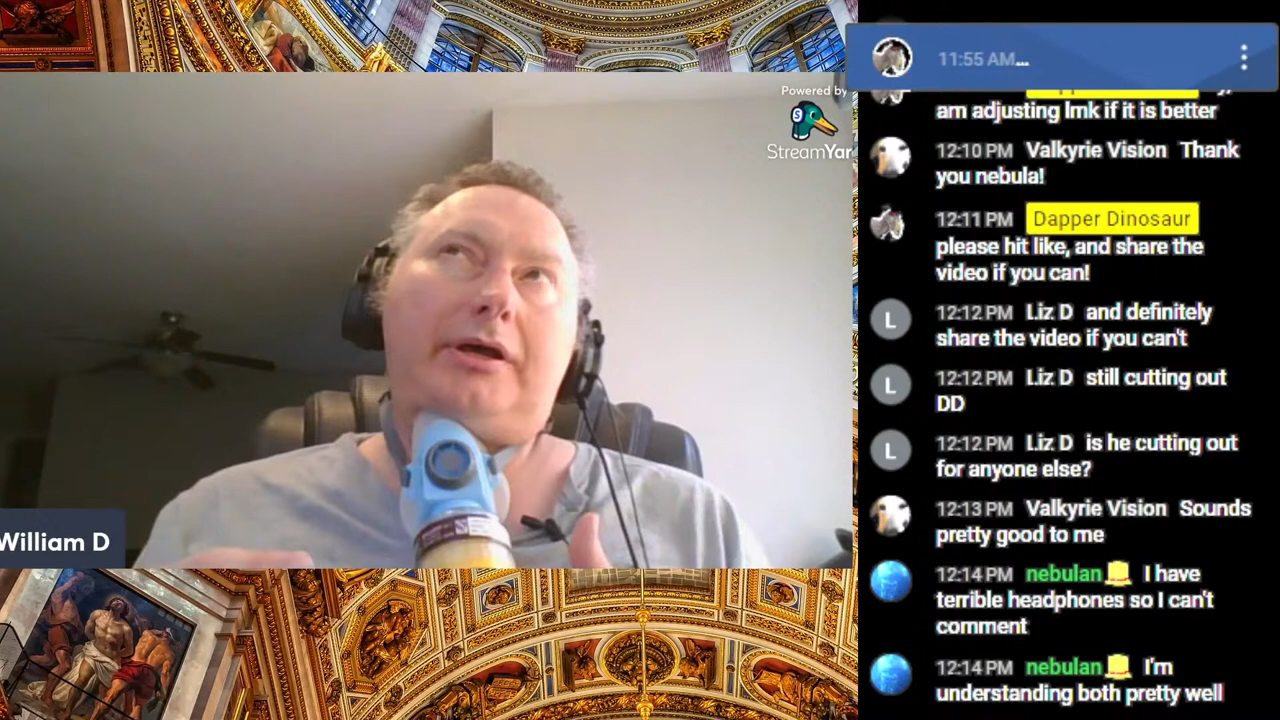 Powered by
StreamYar
William D
11:55 AM...
am adjusting lmk if it is better
12:10 PM Valkyrie Vision Thank
you nebula!
12:11 PM Dapper Dinosaur
please hit like, and share the
video if you can!
12:12 PM Liz D and definitely
share the video if you can't
12:12 PM Liz D still cutting out
DD
12:12 PM Liz D is he cutting out
for anyone else?
12:13 PM Valkyrie Vision Sounds
pretty good to me
12:14 PM nebulan I have
terrible headphones so I can't
comment
12:14 PM nebulan I'm
understanding both pretty well